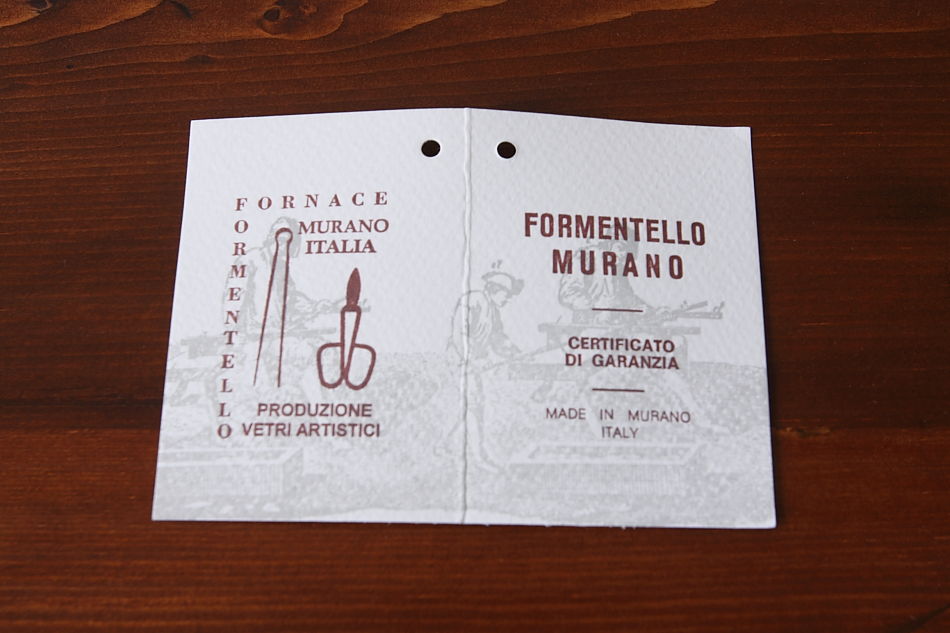 FORNACE
FORMENTELLO
MURANO
ITALIA
PRODUZIONE
VETRI ARTISTICI
FORMENTELLO
MURANO
CERTIFICATO
DI GARANZIA
MADE IN MURANO
ITALY